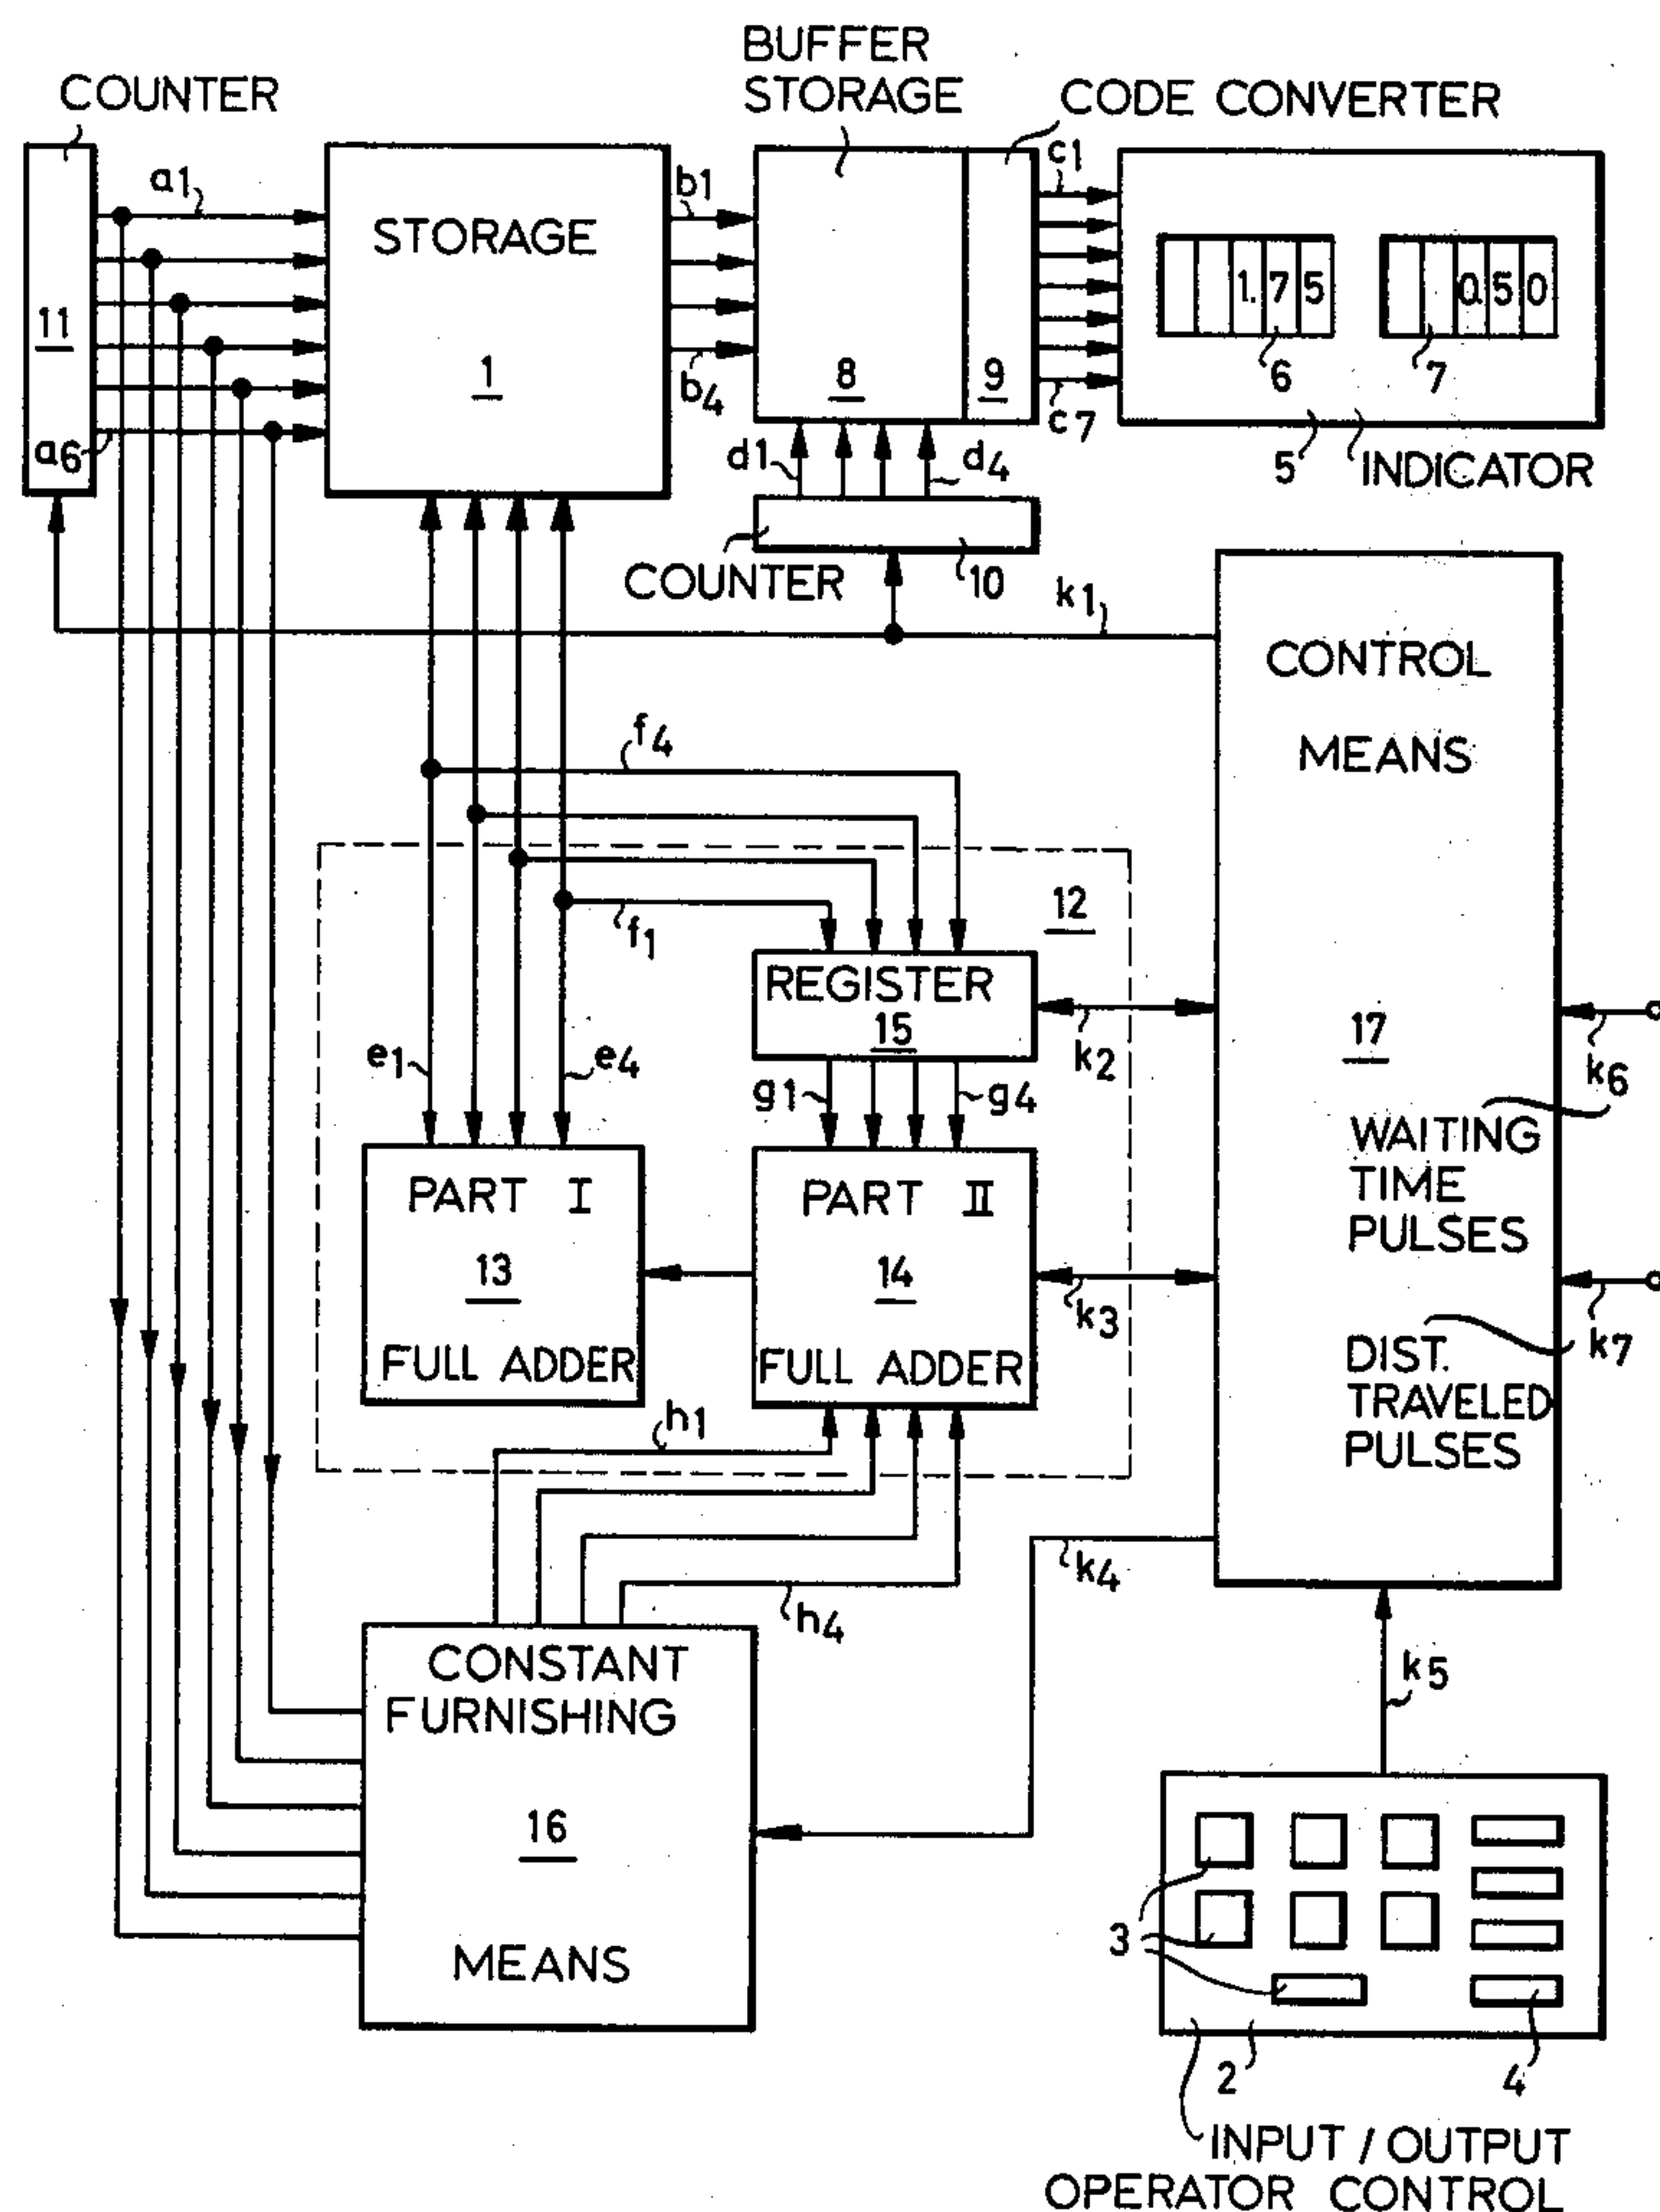 BUFFER
STORAGE
COUNTER
CODE CONVERTER
a1
b1
c1
STORAGE
11
1
8
9
1.75
0.50
6
7
a6
b4
c7
d1
d4
5
INDICATOR
COUNTER
10
k1
CONTROL
MEANS
f4
12
f1
REGISTER
15
17
k2
k6
e1
e4
g1
g4
WAITING
TIME
PULSES
PART I
13
FULL ADDER
PART II
14
FULL ADDER
k3
k7
DIST.
TRAVELED
PULSES
h1
k4
h4
CONSTANT
FURNISHING
16
MEANS
k5
3
2
4
INPUT / OUTPUT
OPERATOR CONTROL